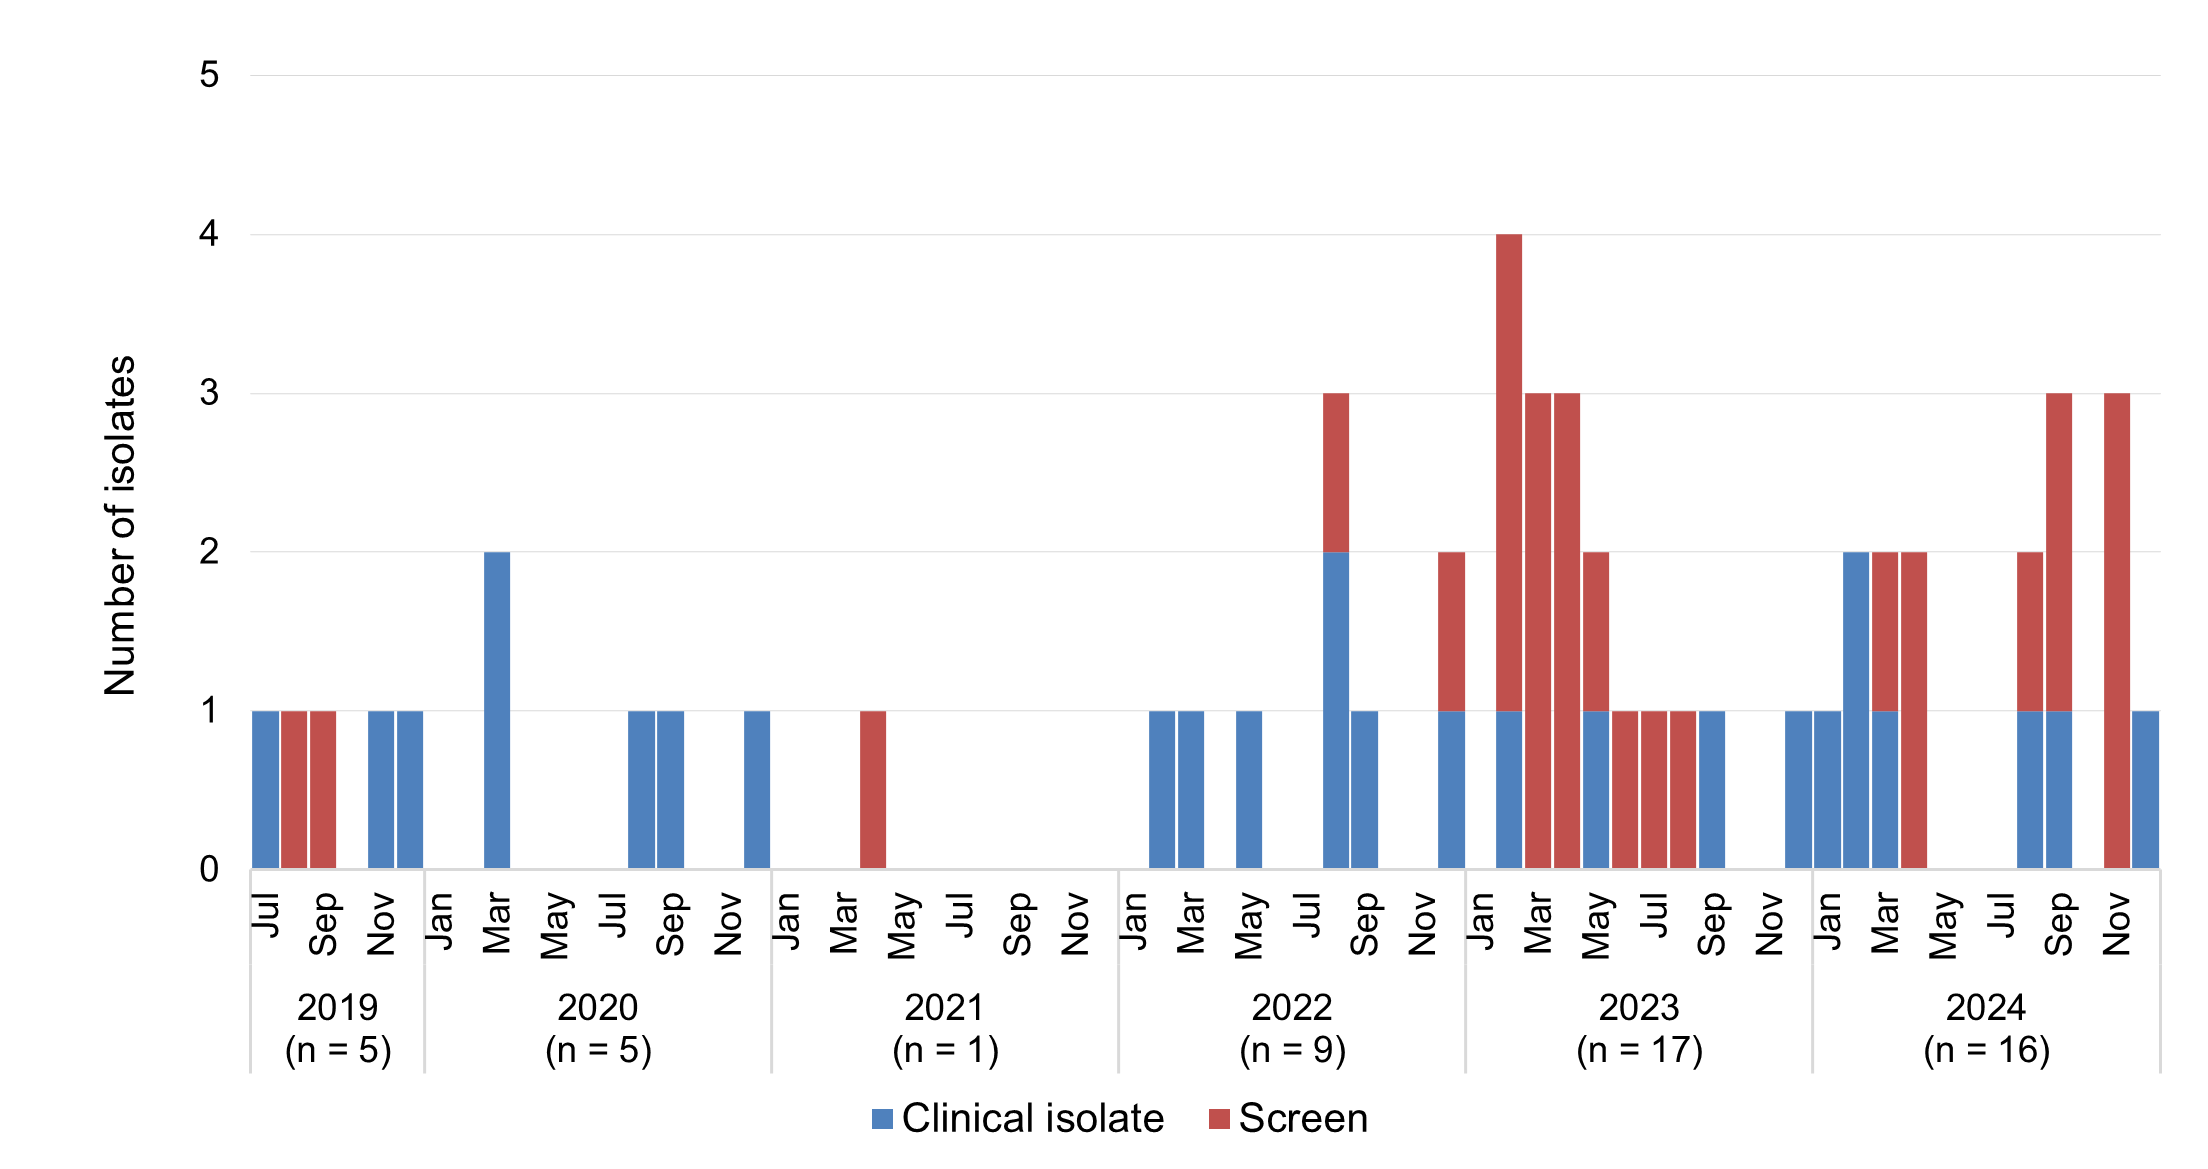 5
4
3
2
1
0
Number of isolates
Jul Sep Nov Jan Mar May Jul Sep Nov Jan Mar May Jul Sep Nov Jan Mar May Jul Sep Nov Jan Mar May Jul Sep Nov Jan Mar May Jul Sep Nov
2019 2020 2021 2022 2023 2024
(n = 5) (n = 5) (n = 1) (n = 9) (n = 17) (n = 16)
Clinical isolate Screen